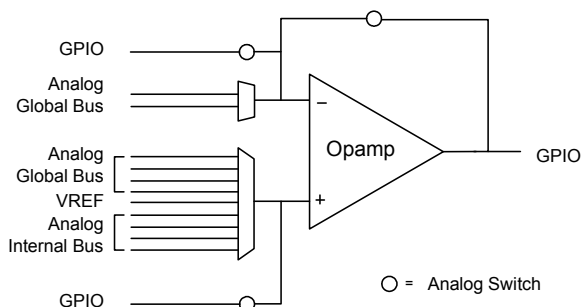 GPIO
Analog
Global Bus
−
Opamp
GPIO
Analog
Global Bus
VREF
+
Analog
Internal Bus
GPIO
= Analog Switch